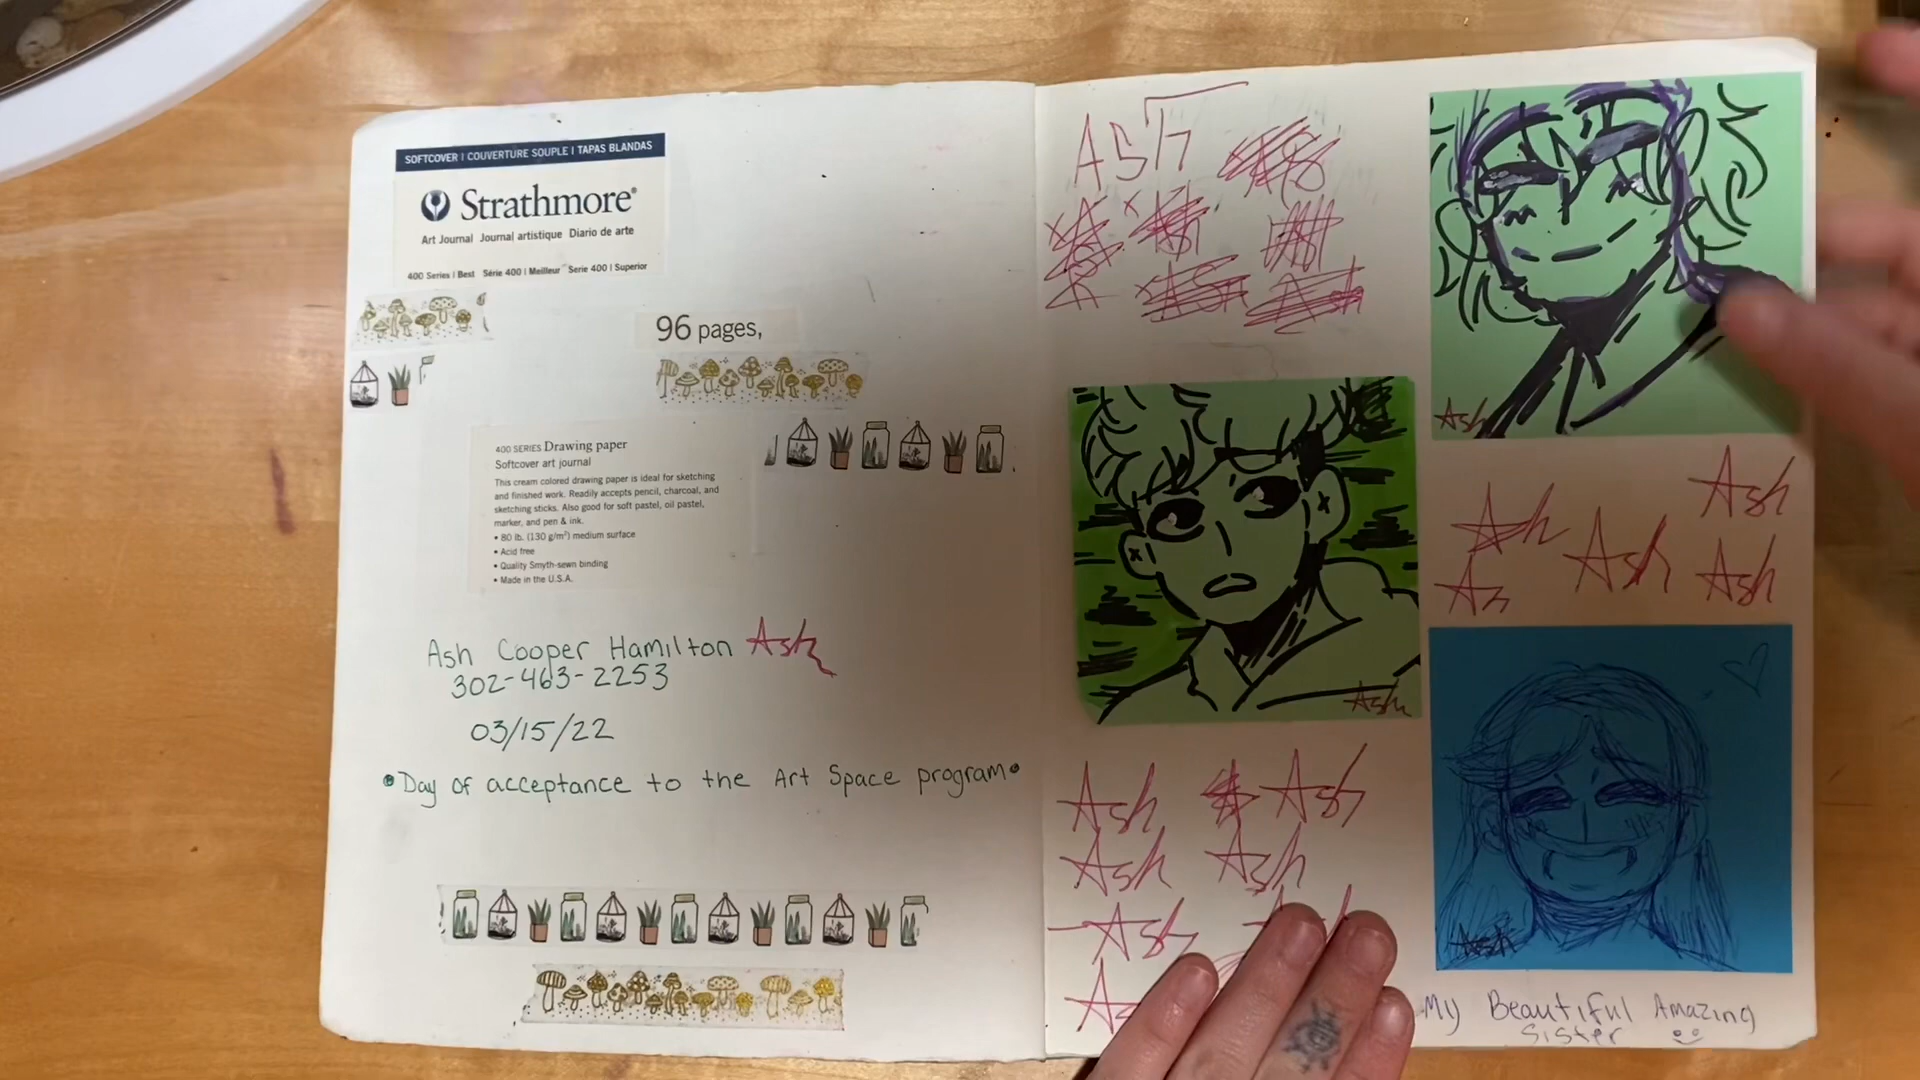 SOFTCOVER | COUVERTURE SOUPLE | TAPAS BLANDAS
Strathmore®
Art Journal Journal artistique Diario de arte
400 Series | Best Série 400 | Meilleur Serie 400 | Superior
96 pages,
400 SERIES Drawing paper
Softcover art journal
This cream colored drawing paper is ideal for sketching
and finished work. Readily accepts pencil, charcoal, and
sketching sticks. Also good for soft pastel, oil pastel,
marker, and pen & ink.
• 80 lb. (130 g/m²) medium surface
• Acid free
• Quality Smyth-sewn binding
• Made in the U.S.A.
Ash Cooper Hamilton Ash
302-463-2253
03/15/22
•Day of acceptance to the Art Space program•
ASh
Ash
Ash
Ash
Ash
Ash Ash
Ash
Ash
Ash Ash
Ash Ash
Ash
Ash
My Beautiful Amazing
Sister